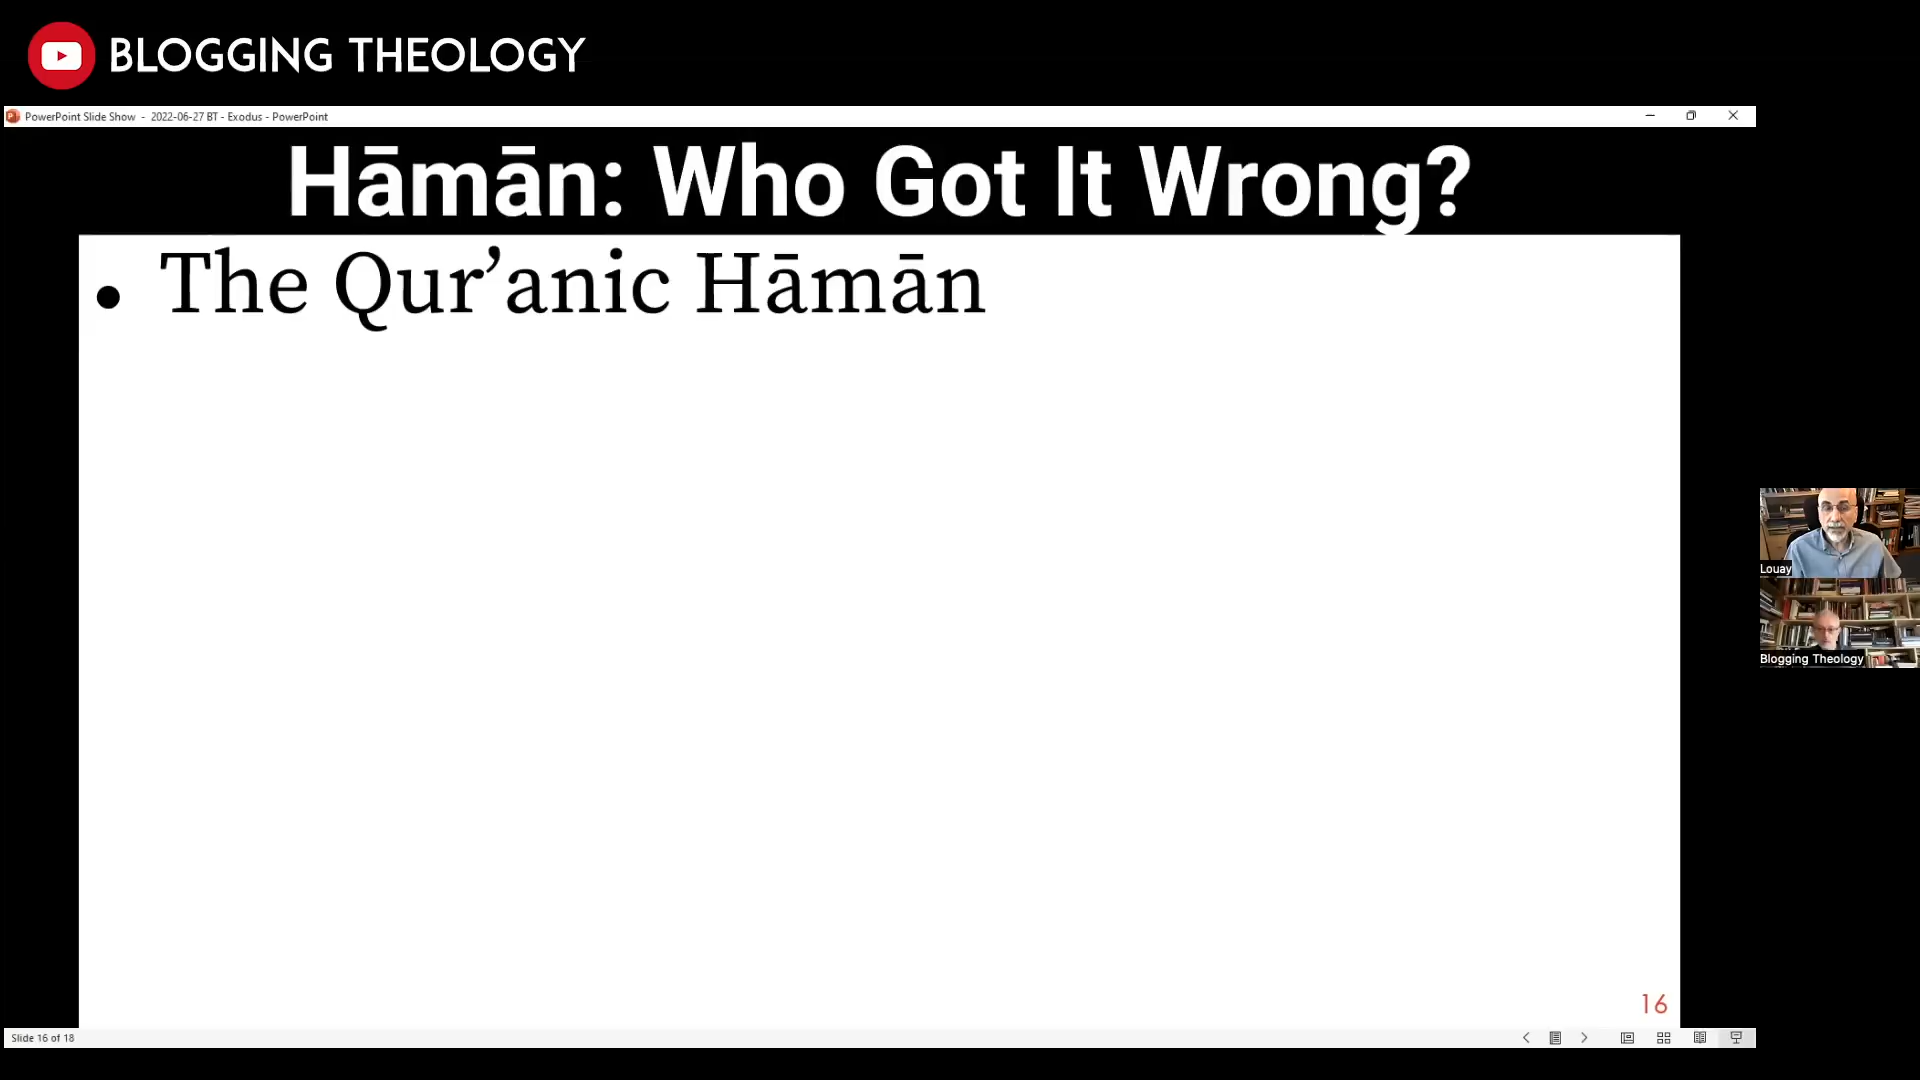 BLOGGING THEOLOGY
PowerPoint Slide Show - 2022-06-27 BT - Exodus - PowerPoint
Hāmān: Who Got It Wrong?
• The Qur’anic Hāmān
Louay
Blogging Theology
16
Slide 16 of 18